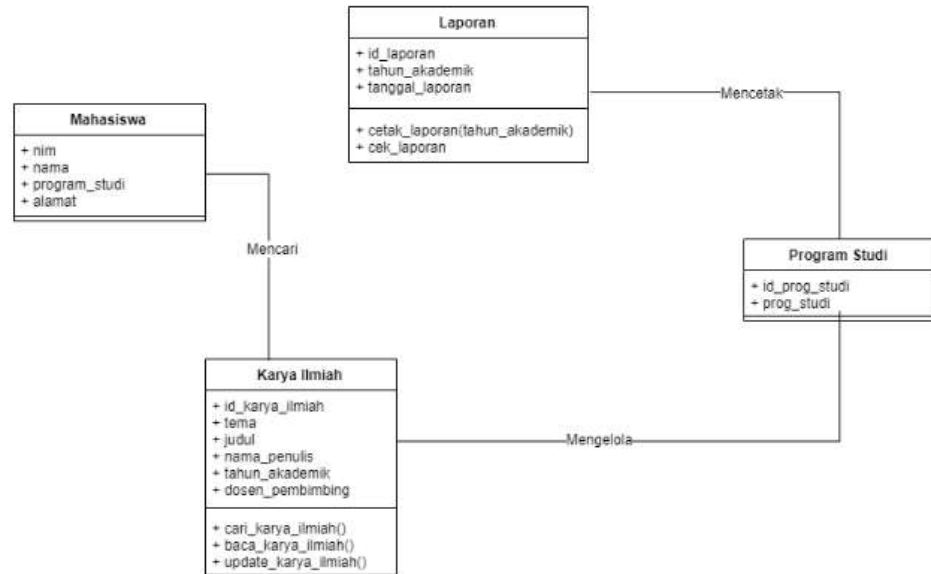 Laporan
+ id_laporan
+ tahun_akademik
+ tanggal_laporan
+ cetak_laporan(tahun_akademik)
+ cek_laporan
Mencetak
Mahasiswa
+ nim
+ nama
+ program_studi
+ alamat
Mencari
Program Studi
+ id_prog_studi
+ prog_studi
Karya Ilmiah
+ id_karya_ilmiah
+ tema
+ judul
+ nama_penulis
+ tahun_akademik
+ dosen_pembimbing
+ cari_karya_ilmiah()
+ baca_karya_ilmiah()
+ update_karya_ilmiah()
Mengelola